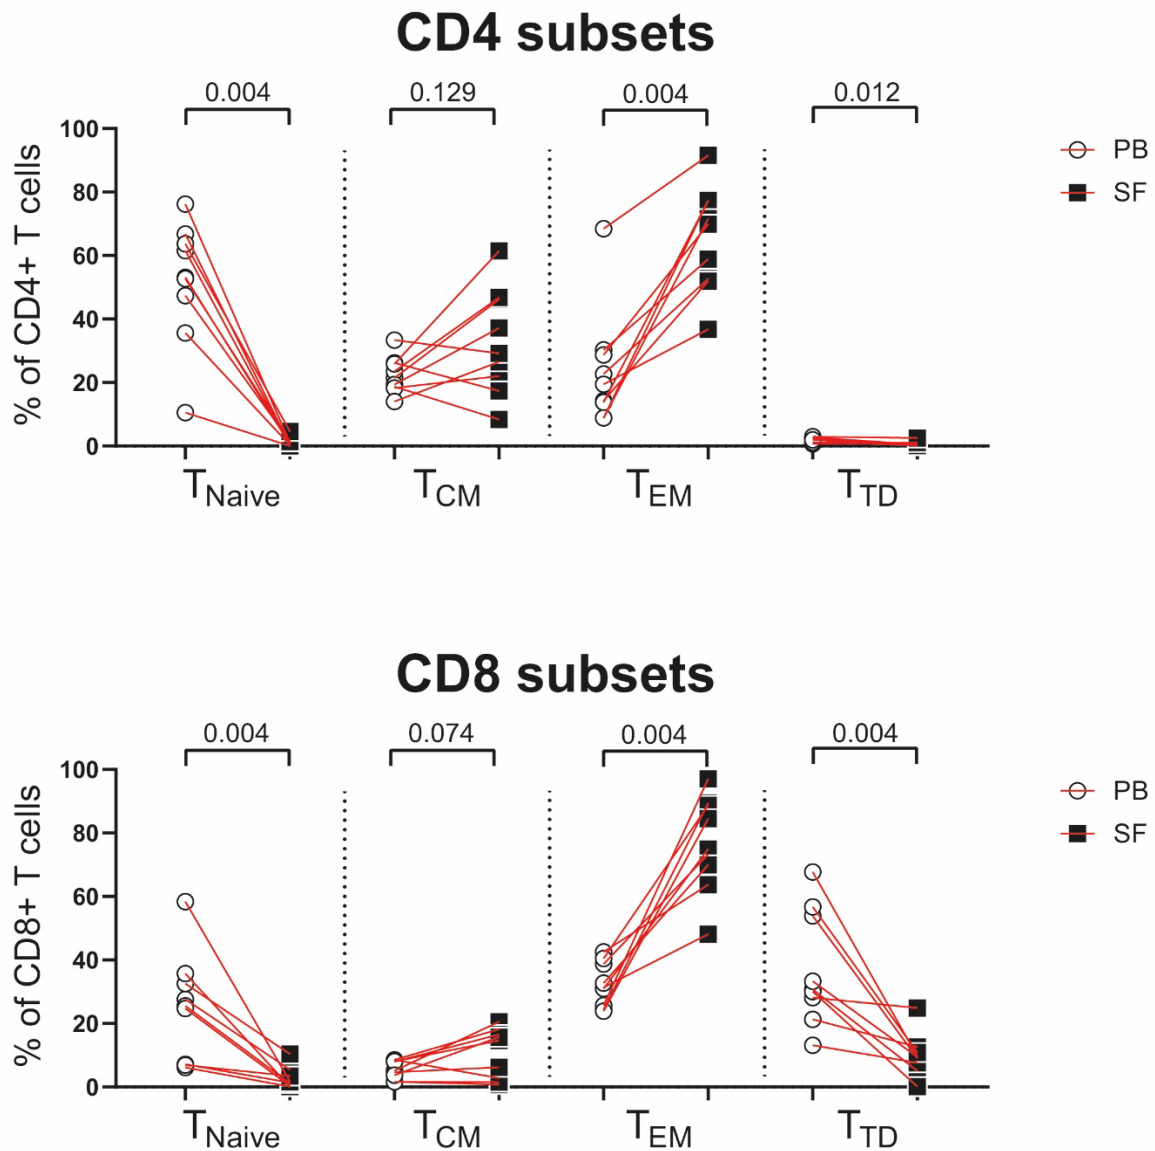 CD4 subsets
0.004 0.129 0.004 0.012
100
80
60
40
20
0
% of CD4+ T cells
PB
SF
TNaive TCM TEM TTD
CD8 subsets
0.004 0.074 0.004 0.004
100
80
60
40
20
0
% of CD8+ T cells
PB
SF
TNaive TCM TEM TTD